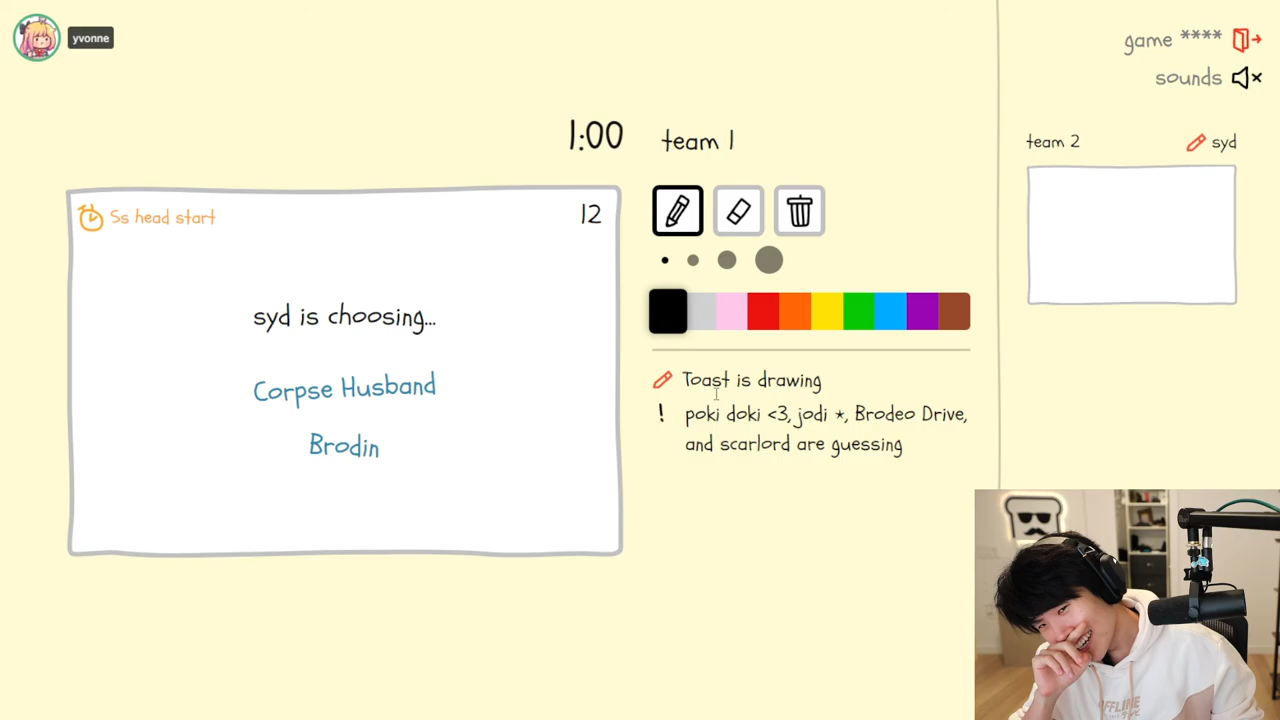 yvonne
game ****
sounds
1:00
team 1
team 2
syd
5s head start
12
syd is choosing...
Corpse Husband
Brodin
Toast is drawing
! poki doki <3, jodi *, Brodeo Drive,
and scarlord are guessing